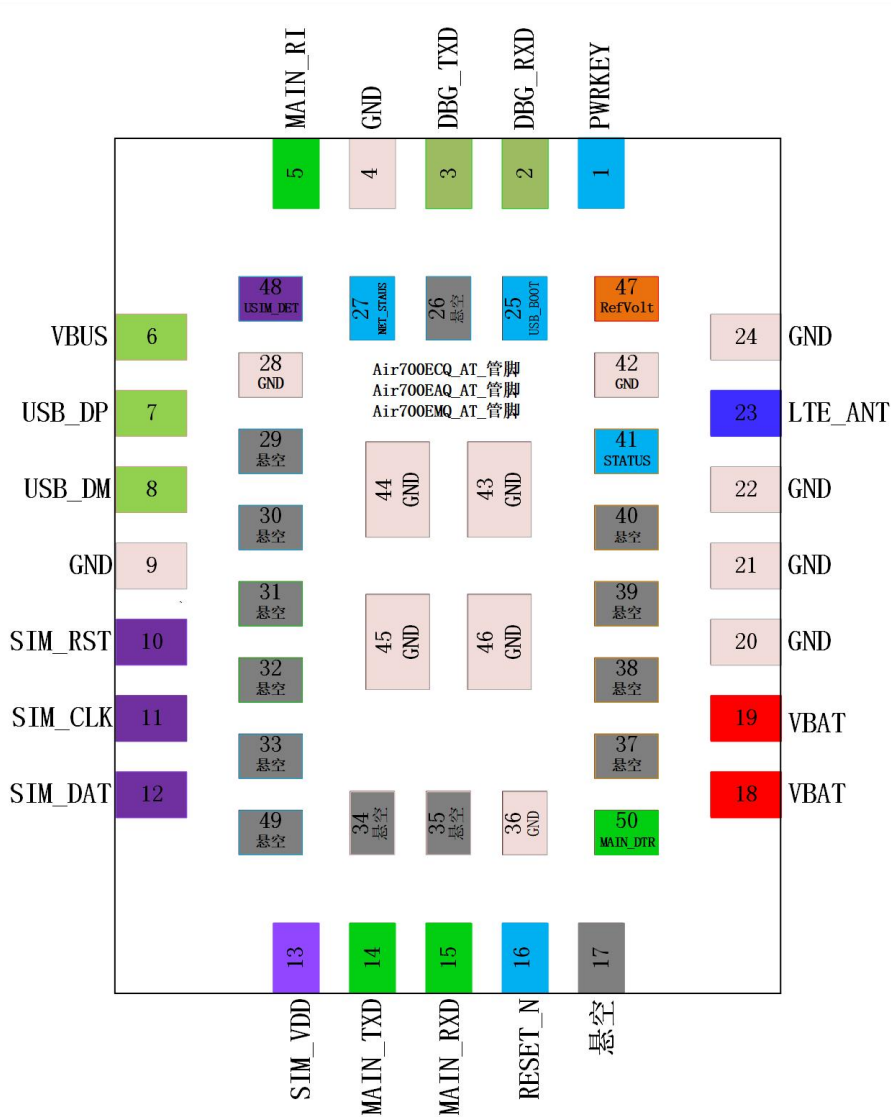 MAIN_RI
GND
DBG_TXD
DBG_RXD
PWRKEY
5
4
3
2
1
48
USIM_DET
27
NET_STAUS
26
悬空
25
USB_BOOT
47
RefVolt
VBUS 6
24 GND
28
GND
Air700ECQ_AT_管脚
Air700EAQ_AT_管脚
Air700EMQ_AT_管脚
42
GND
USB_DP 7
23 LTE_ANT
29
悬空
41
STATUS
USB_DM 8
44
GND
43
GND
22 GND
30
悬空
40
悬空
GND 9
21 GND
31
悬空
39
悬空
SIM_RST 10
45
GND
46
GND
20 GND
32
悬空
38
悬空
SIM_CLK 11
19 VBAT
33
悬空
37
悬空
SIM_DAT 12
18 VBAT
49
悬空
34
悬空
35
悬空
36
GND
50
MAIN_DTR
13
14
15
16
17
SIM_VDD
MAIN_TXD
MAIN_RXD
RESET_N
悬空